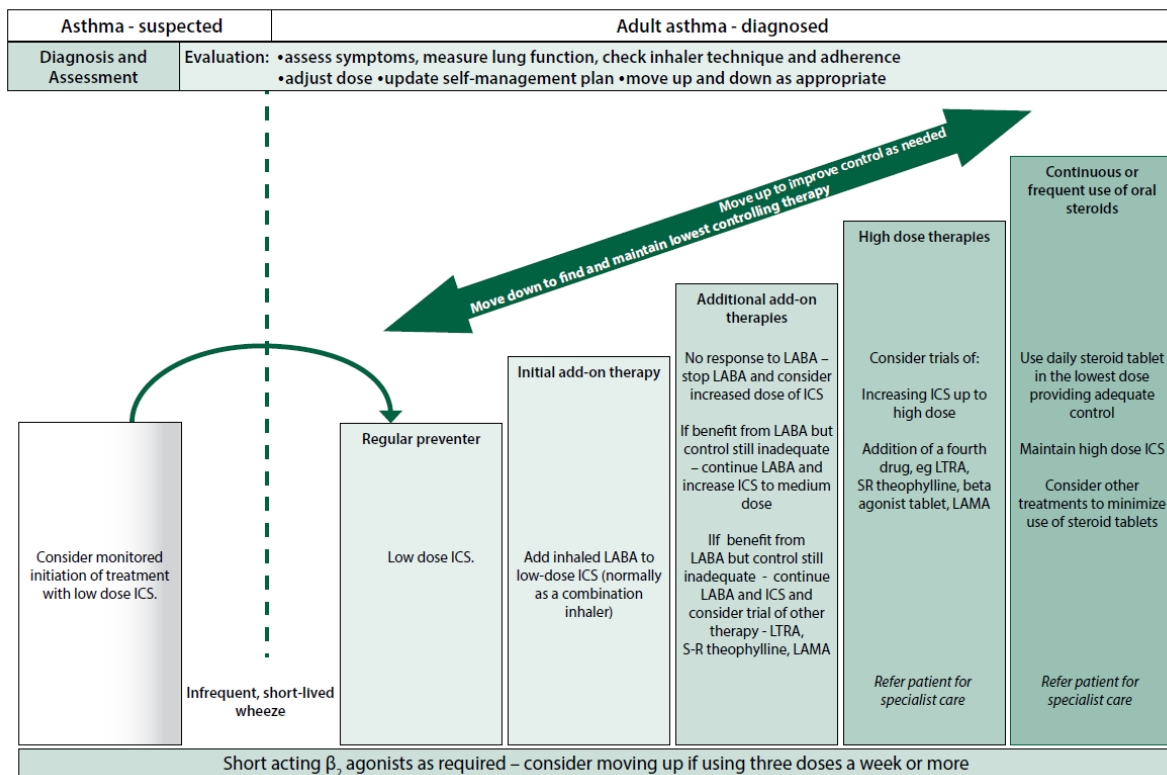 Asthma - suspected
Adult asthma - diagnosed
Diagnosis and
Assessment
Evaluation: •assess symptoms, measure lung function, check inhaler technique and adherence
•adjust dose •update self-management plan •move up and down as appropriate
Move up to improve control as needed
Move down to find and maintain lowest controlling therapy
Consider monitored
initiation of treatment
with low dose ICS.
Infrequent, short-lived
wheeze
Regular preventer
Low dose ICS.
Initial add-on therapy
Add inhaled LABA to
low-dose ICS (normally
as a combination
inhaler)
Additional add-on
therapies
No response to LABA –
stop LABA and consider
increased dose of ICS
If benefit from LABA but
control still inadequate
– continue LABA and
increase ICS to medium
dose
IIf benefit from
LABA but control still
inadequate - continue
LABA and ICS and
consider trial of other
therapy - LTRA,
S-R theophylline, LAMA
High dose therapies
Consider trials of:
Increasing ICS up to
high dose
Addition of a fourth
drug, eg LTRA,
SR theophylline, beta
agonist tablet, LAMA
Refer patient for
specialist care
Continuous or
frequent use of oral
steroids
Use daily steroid tablet
in the lowest dose
providing adequate
control
Maintain high dose ICS
Consider other
treatments to minimize
use of steroid tablets
Refer patient for
specialist care
Short acting β₂ agonists as required – consider moving up if using three doses a week or more